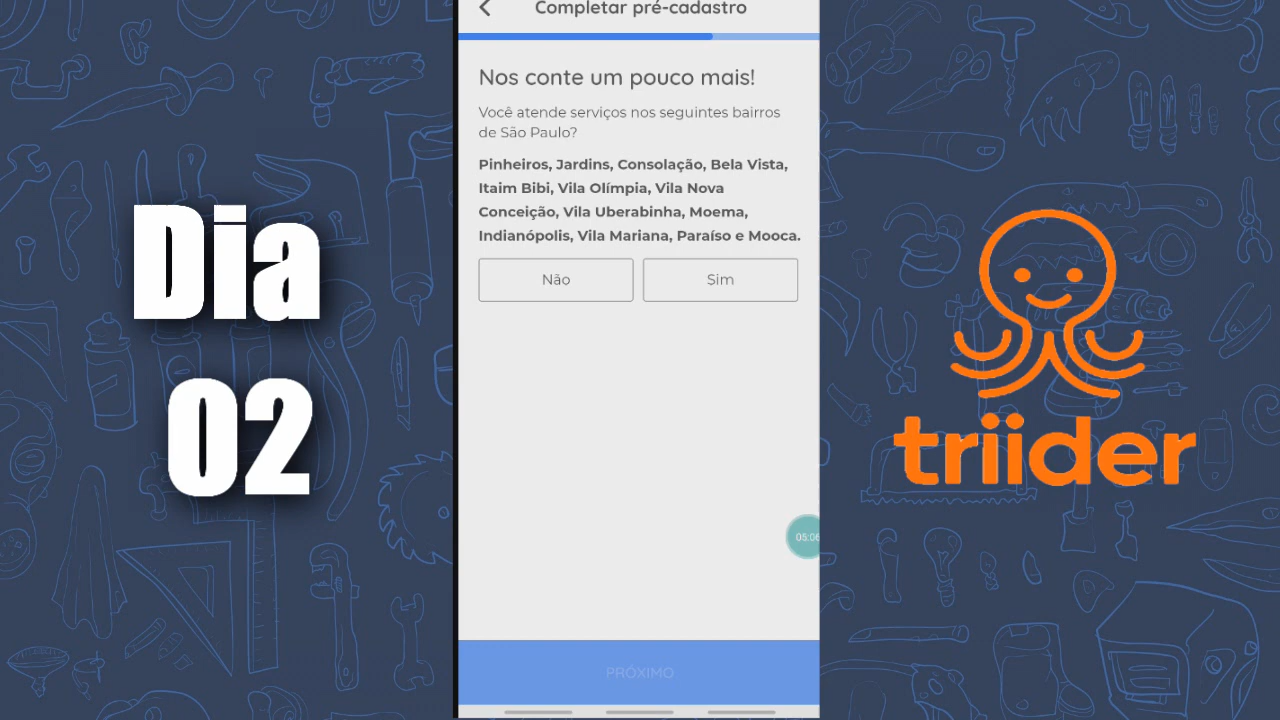 Dia
02
Completar pré-cadastro
Nos conte um pouco mais!
Você atende serviços nos seguintes bairros
de São Paulo?
Pinheiros, Jardins, Consolação, Bela Vista,
Itaim Bibi, Vila Olímpia, Vila Nova
Conceição, Vila Uberabinha, Moema,
Indianópolis, Vila Mariana, Paraíso e Mooca.
Não
Sim
05:06
PRÓXIMO
triider